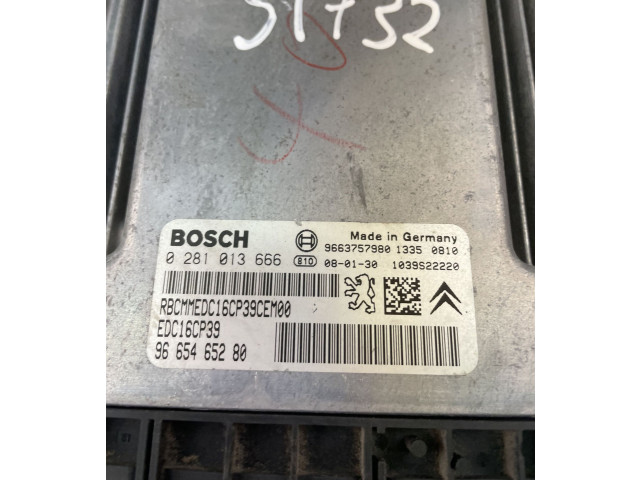 51732
BOSCH
Made in Germany
9663757980 1335 0810
0 281 013 666 810 08-01-30 1039S22220
RBCMMEDC16CP39CEM00
EDC16CP39
96 654 652 80